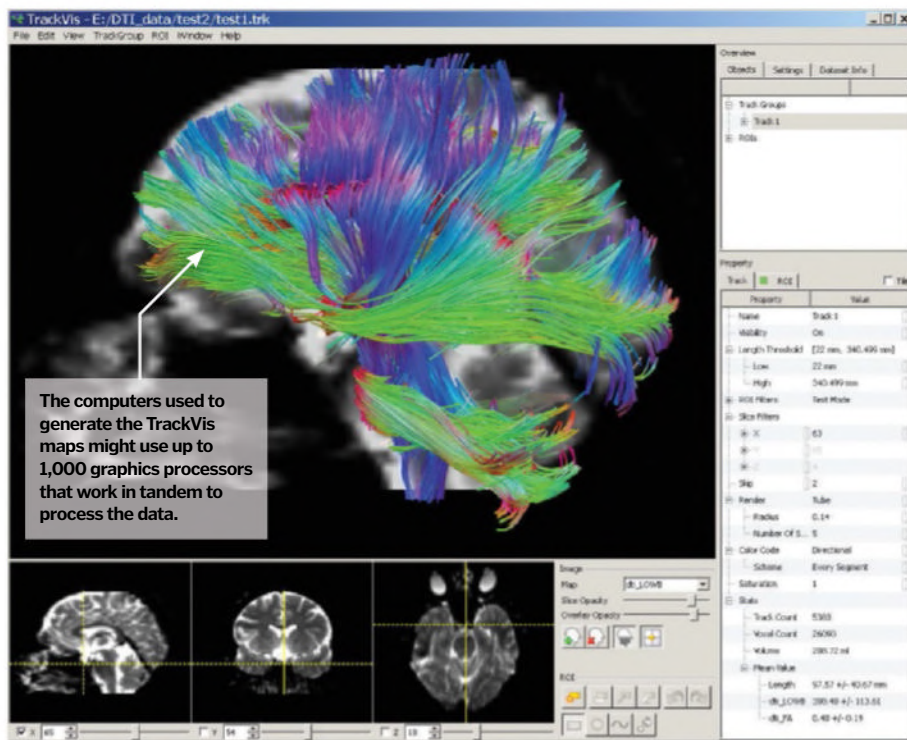 TrackVis - E:/DTI_data/test2/test1.trk
File Edit View TrackGroup ROI Window Help
Overview
Objects Settings Dataset Info
Track Groups
Track 1
ROIs
The computers used to
generate the TrackVis
maps might use up to
1,000 graphics processors
that work in tandem to
process the data.
Property
Track ROI
Property Value
Name Track 1
Visibility On
Length Threshold [22 mm, 340.499 mm]
Low 22 mm
High 340.499 mm
ROI Filters Test Mode
Slice Filters
X 63
Y
Z
Skip 2
Render Tube
Radius 0.14
Number Of S... 5
Color Code Directional
Scheme Every Segment
Saturation 1
Stats
Track Count
Voxel Count
Volume
Mean Value
Length
Image
Map
Slice Opacity
Overlay Opacity
ROI
X Y Z